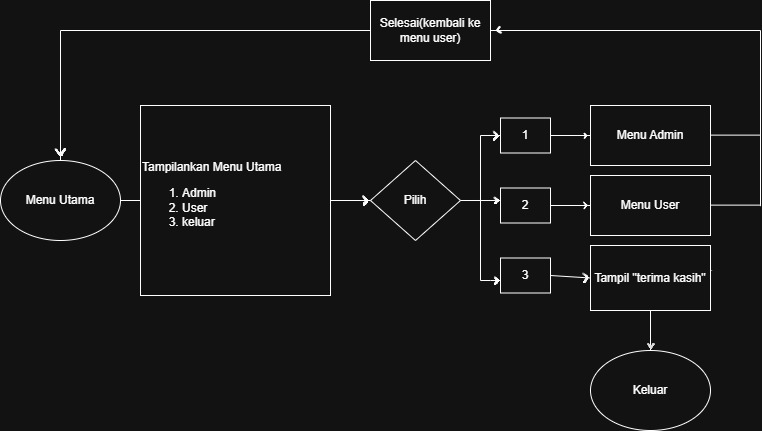 Selesai(kembali ke
menu user)
Menu Utama
Tampilankan Menu Utama
1. Admin
2. User
3. keluar
Pilih
1
Menu Admin
2
Menu User
3
Tampil "terima kasih"
Keluar